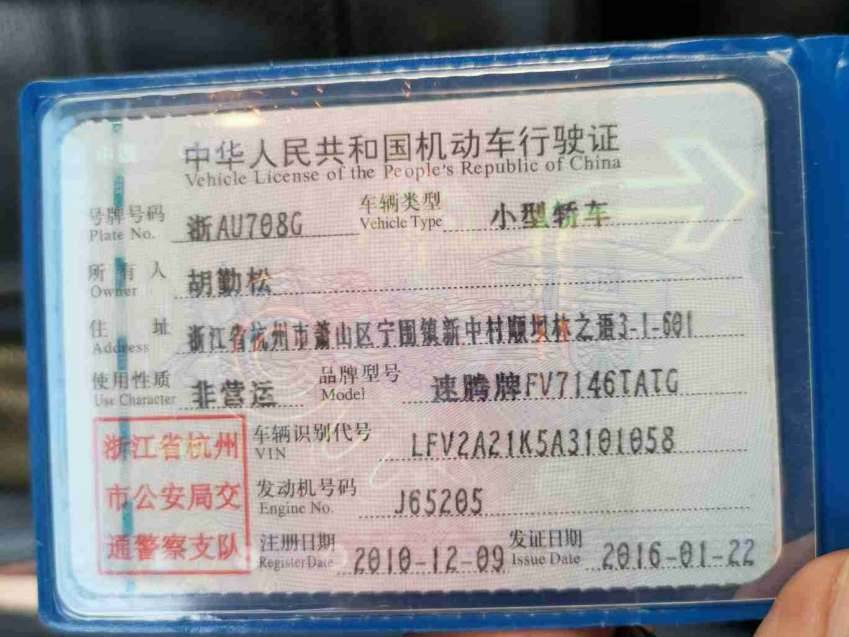 中华人民共和国机动车行驶证
Vehicle License of the People's Republic of China
号牌号码 浙AU708G 车辆类型 小型轿车
Plate No. Vehicle Type
所有人 胡勤松
Owner
住址 浙江省杭州市萧山区宁围镇新中村顺坝林之语3-1-601
Address
使用性质 非营运 品牌型号 速腾牌FV7146TATG
Use Character Model
浙江省杭州 车辆识别代号 LFV2A21K5A3101058
VIN
市公安局交 发动机号码 J65205
Engine No.
通警察支队 注册日期 2010-12-09 发证日期 2016-01-22
Register Date Issue Date